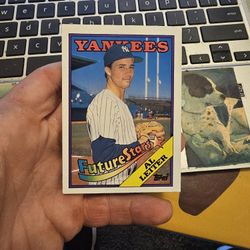 YANKEES
Future Stars
AL LEITER
Topps